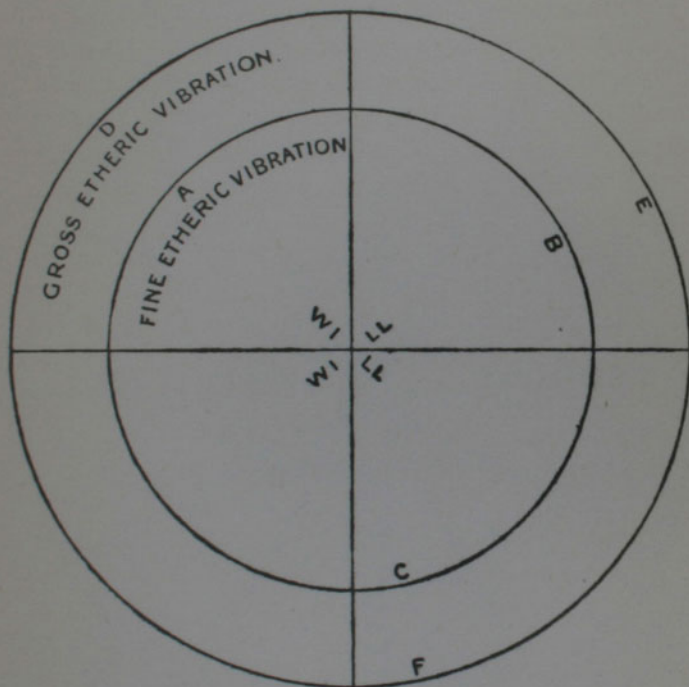 D
GROSS ETHERIC VIBRATION.
A
FINE ETHERIC VIBRATION
E
B
WI LL
WI LL
C
F